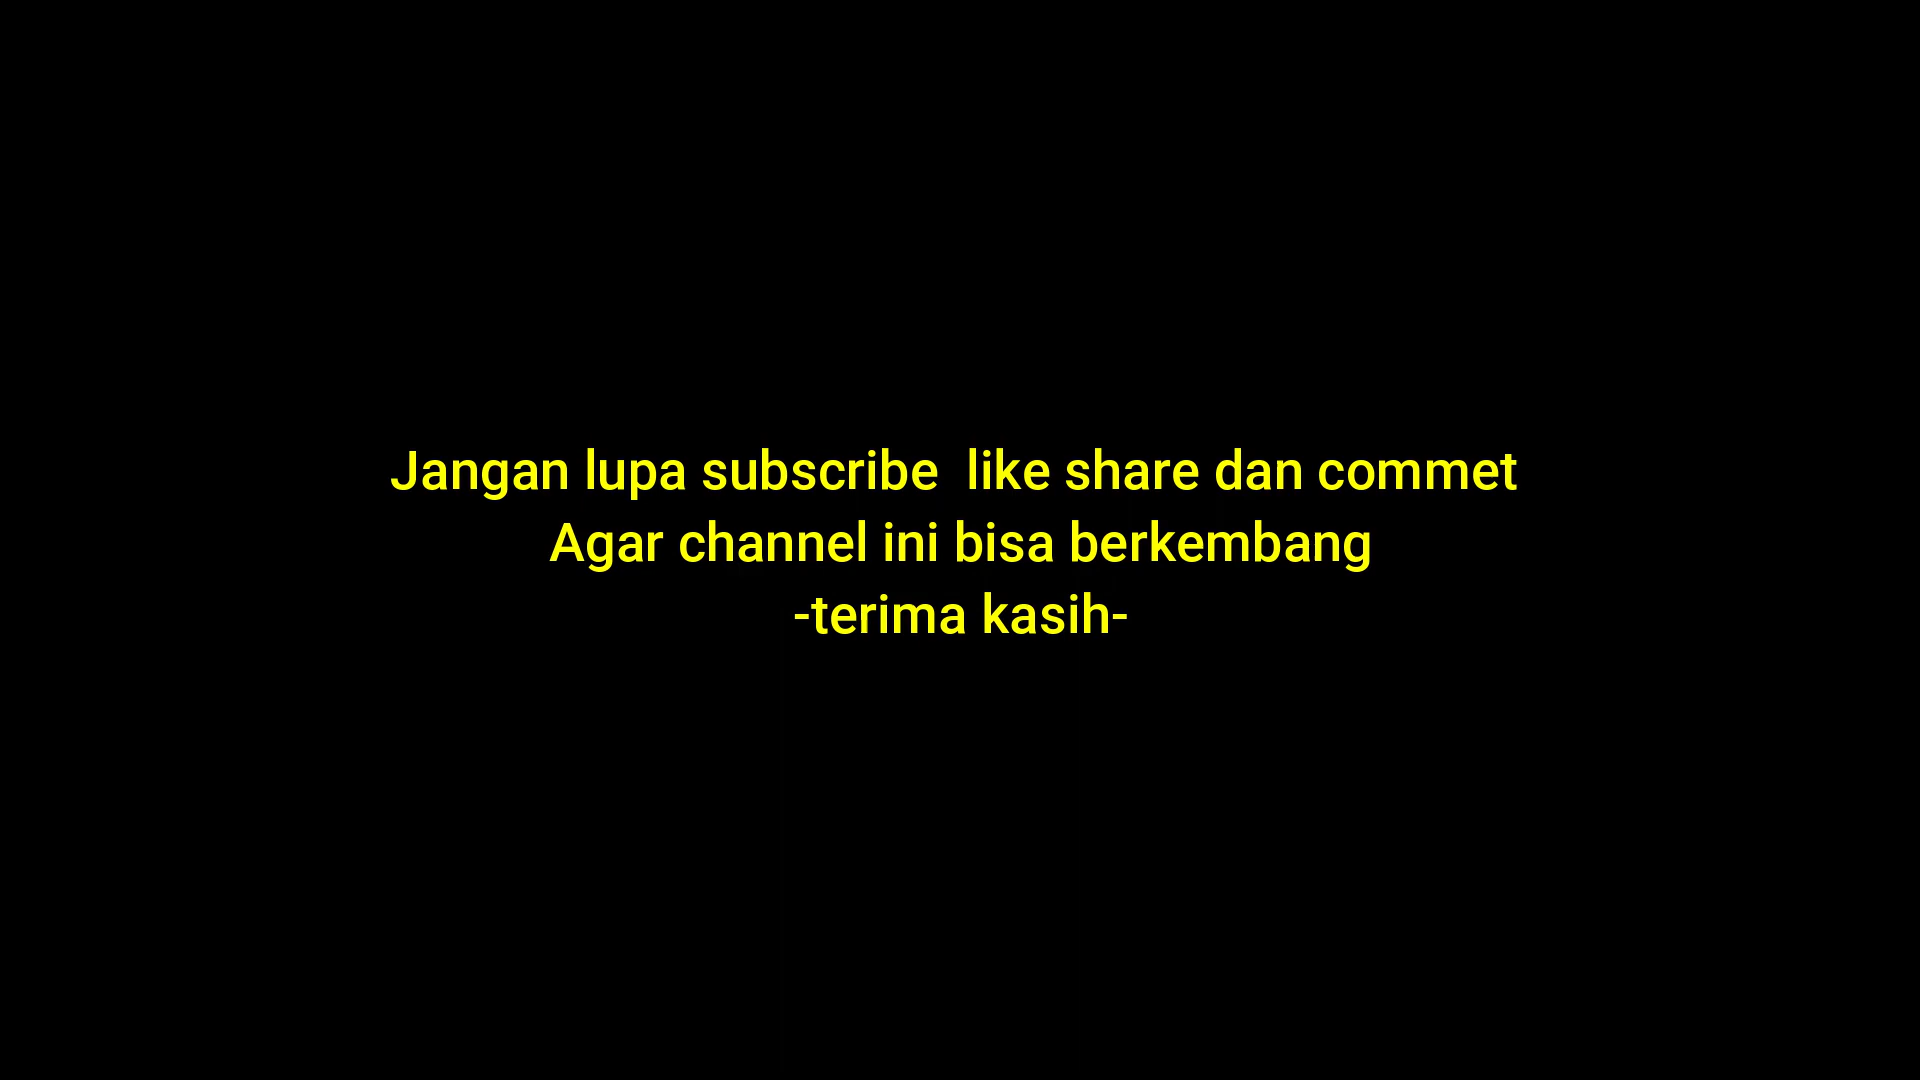 Jangan lupa subscribe  like share dan commet
Agar channel ini bisa berkembang
-terima kasih-